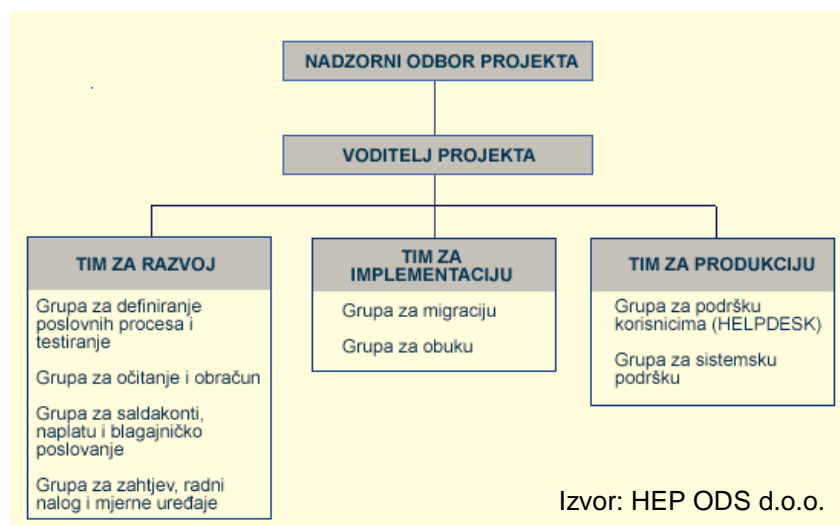 NADZORNI ODBOR PROJEKTA
VODITELJ PROJEKTA
TIM ZA RAZVOJ
Grupa za definiranje
poslovnih procesa i
testiranje
Grupa za očitanje i obračun
Grupa za saldakonti,
naplatu i blagajničko
poslovanje
Grupa za zahtjev, radni
nalog i mjerne uređaje
TIM ZA
IMPLEMENTACIJU
Grupa za migraciju
Grupa za obuku
TIM ZA PRODUKCIJU
Grupa za podršku
korisnicima (HELPDESK)
Grupa za sistemsku
podršku
Izvor: HEP ODS d.o.o.